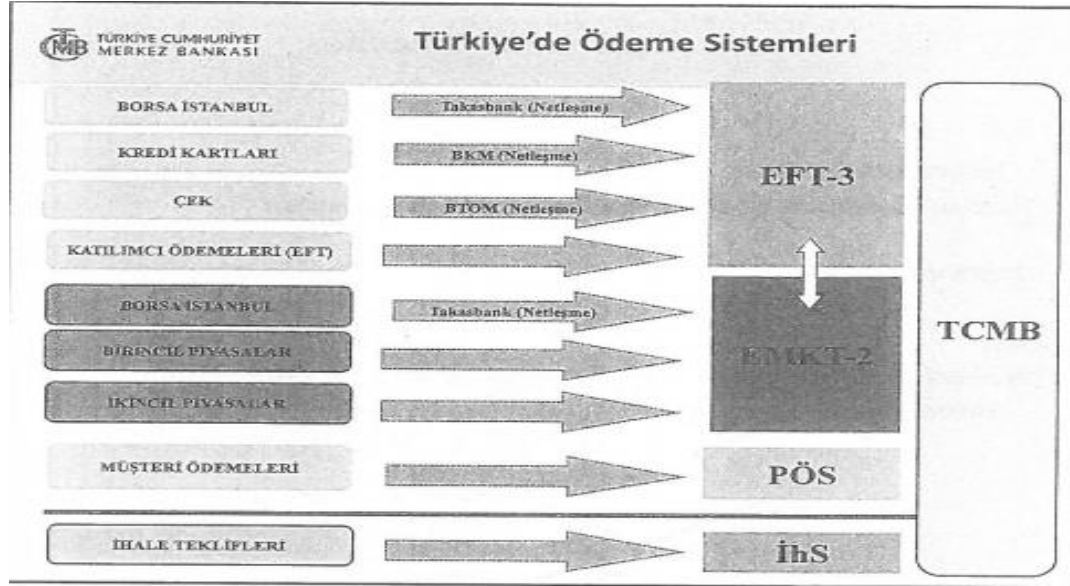 TÜRKİYE CUMHURİYET
MERKEZ BANKASI
Türkiye'de Ödeme Sistemleri
BORSA İSTANBUL
Takasbank (Netleşme)
KREDİ KARTLARI
BKM (Netleşme)
EFT-3
ÇEK
BTOM (Netleşme)
KATILIMCI ÖDEMELERİ (EFT)
BORSA İSTANBUL
Takasbank (Netleşme)
TCMB
BİRİNCİL PİYASALAR
EMKT-2
İKİNCİL PİYASALAR
MÜŞTERİ ÖDEMELERİ
PÖS
İHALE TEKLİFLERİ
İhS